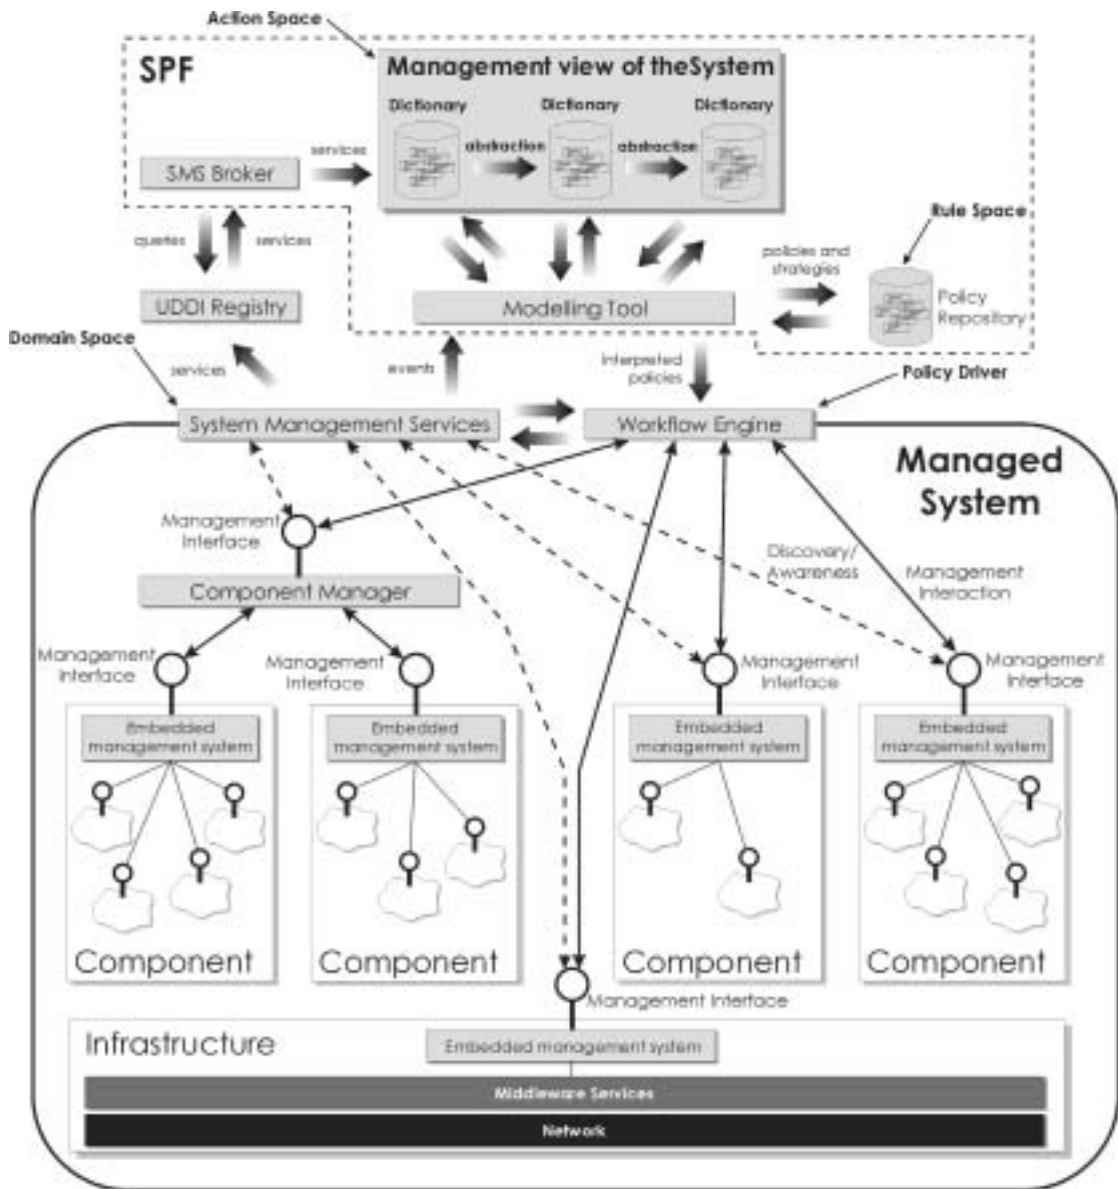 Action Space
SPF
Management view of theSystem
Dictionary
Dictionary
Dictionary
abstraction
abstraction
services
SMS Broker
Rule Space
queries
services
policies and
strategies
UDDI Registry
Modelling Tool
Policy
Repository
Domain Space
services
events
Interpreted
policies
Policy Driver
System Management Services
Workflow Engine
Managed
System
Management
Interface
Discovery/
Awareness
Management
Interaction
Component Manager
Management
Interface
Management
Interface
Management
Interface
Management
Interface
Embedded
management system
Embedded
management system
Embedded
management system
Embedded
management system
Component
Component
Component
Component
Management Interface
Infrastructure
Embedded management system
Middleware Services
Network